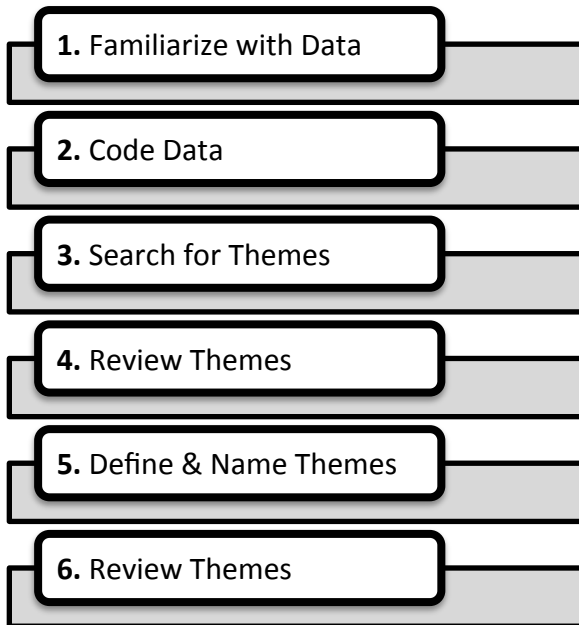 1. Familiarize with Data
2. Code Data
3. Search for Themes
4. Review Themes
5. Define & Name Themes
6. Review Themes